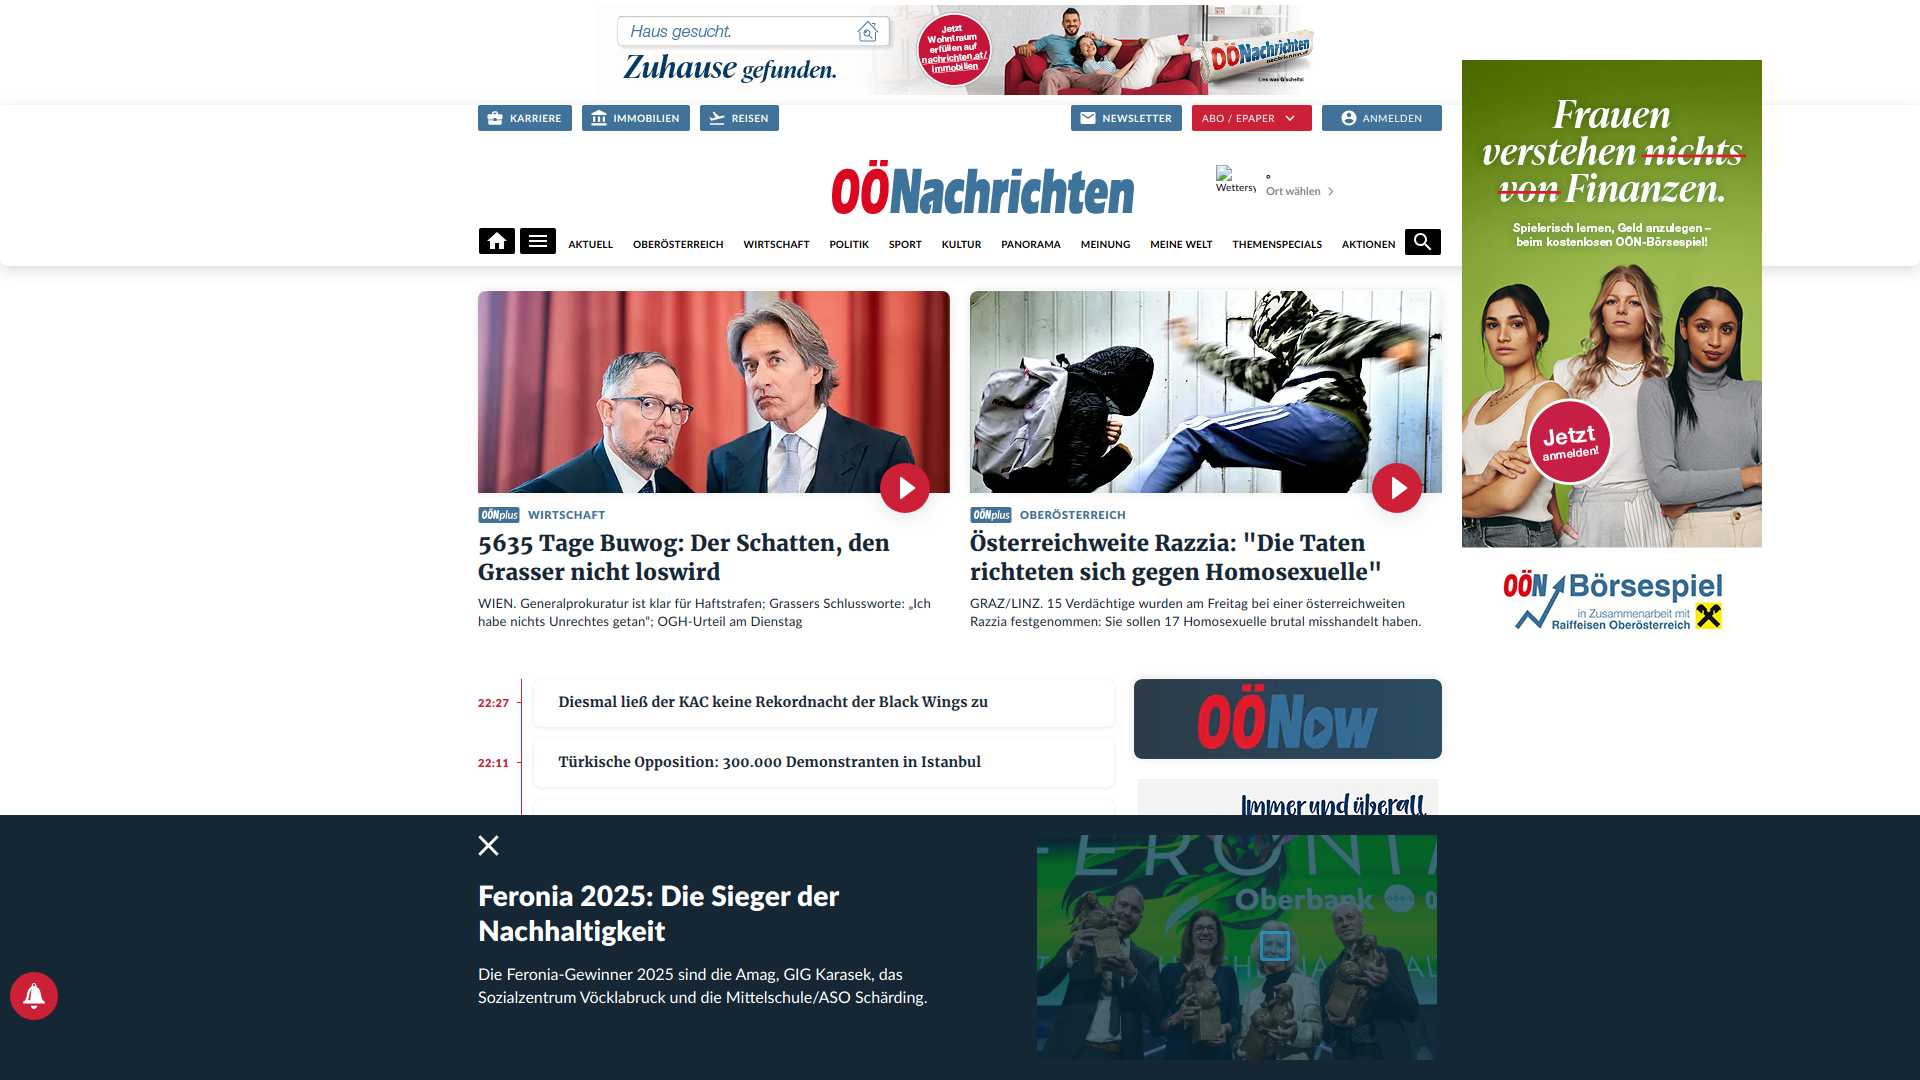 Haus gesucht.
Zuhause gefunden.
Jetzt
Wohntraum
erfüllen auf
nachrichten.at/
immobilien
OÖNachrichten
Lies was G'scheits!
KARRIERE
IMMOBILIEN
REISEN
NEWSLETTER
ABO / EPAPER
ANMELDEN
OÖNachrichten
Wettersy
°
Ort wählen
AKTUELL
OBERÖSTERREICH
WIRTSCHAFT
POLITIK
SPORT
KULTUR
PANORAMA
MEINUNG
MEINE WELT
THEMENSPECIALS
AKTIONEN
Frauen
verstehen nichts
von Finanzen.
Spielerisch lernen, Geld anzulegen –
beim kostenlosen OÖN-Börsespiel!
Jetzt
anmelden!
OÖN Börsespiel
in Zusammenarbeit mit
Raiffeisen Oberösterreich
OÖNplus WIRTSCHAFT
5635 Tage Buwog: Der Schatten, den
Grasser nicht loswird
WIEN. Generalprokuratur ist klar für Haftstrafen; Grassers Schlussworte: „Ich
habe nichts Unrechtes getan“; OGH-Urteil am Dienstag
OÖNplus OBERÖSTERREICH
Österreichweite Razzia: "Die Taten
richteten sich gegen Homosexuelle"
GRAZ/LINZ. 15 Verdächtige wurden am Freitag bei einer österreichweiten
Razzia festgenommen: Sie sollen 17 Homosexuelle brutal misshandelt haben.
22:27
Diesmal ließ der KAC keine Rekordnacht der Black Wings zu
22:11
Türkische Opposition: 300.000 Demonstranten in Istanbul
OÖNow
Immer und überall
Feronia 2025: Die Sieger der
Nachhaltigkeit
Die Feronia-Gewinner 2025 sind die Amag, GIG Karasek, das
Sozialzentrum Vöcklabruck und die Mittelschule/ASO Schärding.
FERONIA
Oberbank